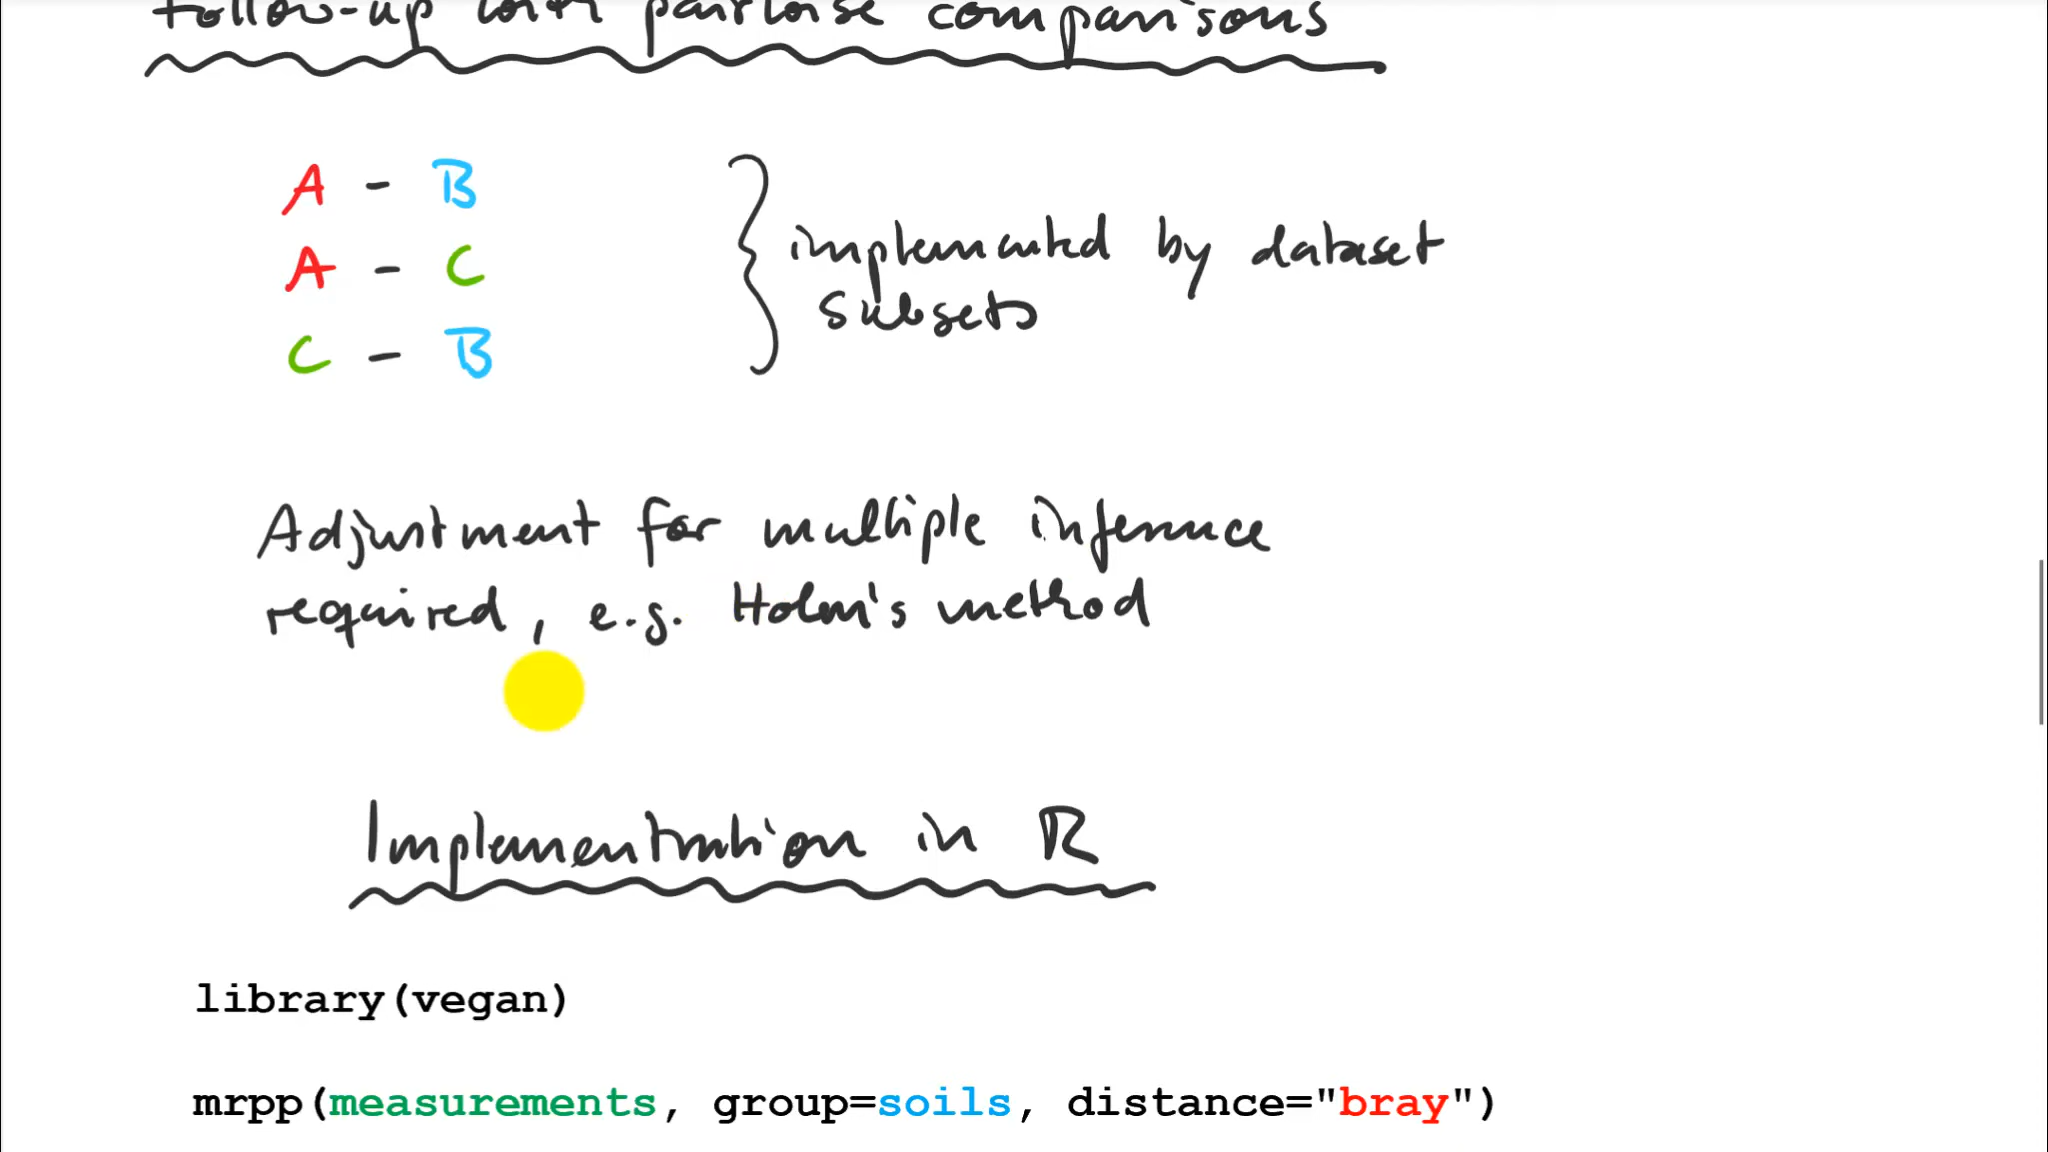 Follow-up with pairwise comparisons
A - B
A - C
C - B
implemented by dataset
subsets
Adjustment for multiple inference
required, e.g. Holm's method
Implementation in R
library(vegan)
mrpp(measurements, group=soils, distance="bray")